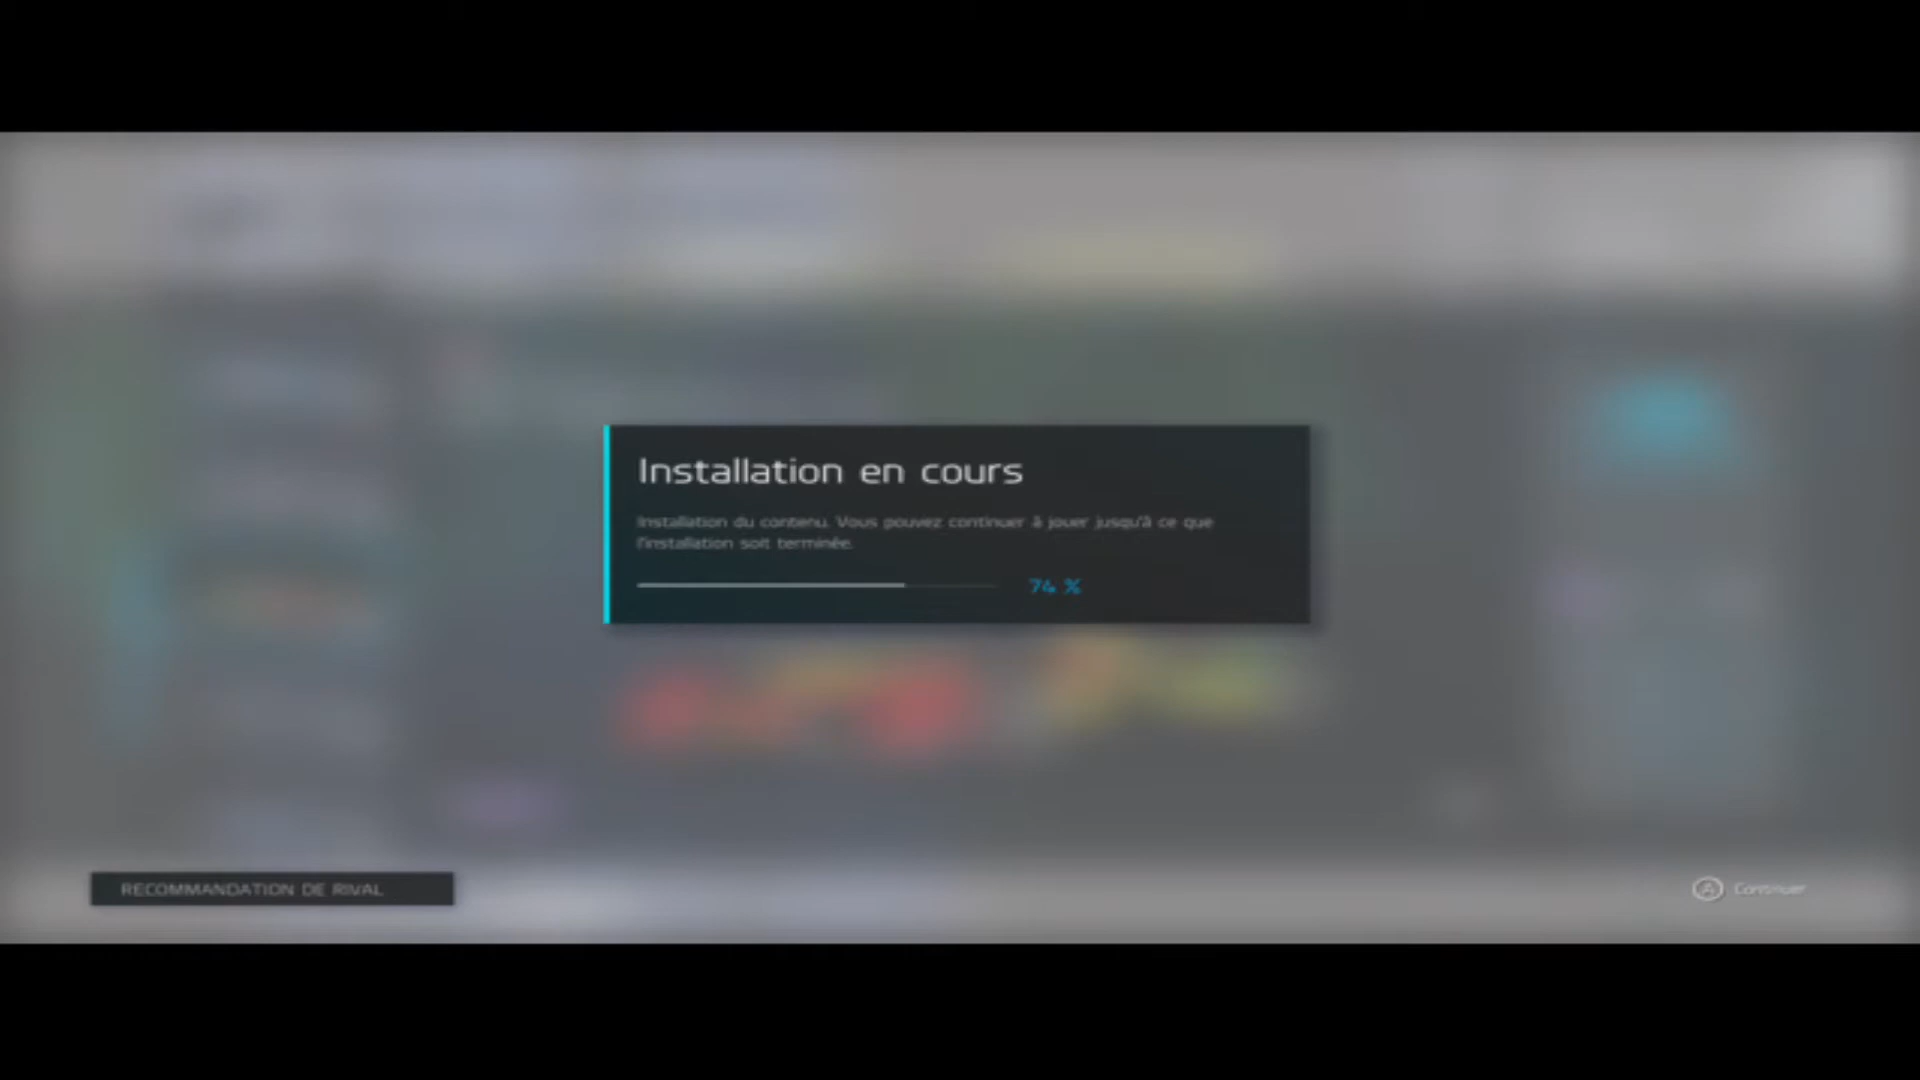 Installation en cours
Installation du contenu. Vous pouvez continuer à jouer jusqu'à ce que
l'installation soit terminée.
74 %
RECOMMANDATION DE RIVAL
A Continuer